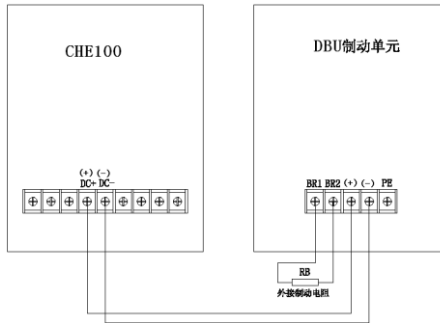 CHE100
DBU制动单元
(+) (-)
DC+ DC-
BR1 BR2 (+) (-) PE
RB
外接制动电阻